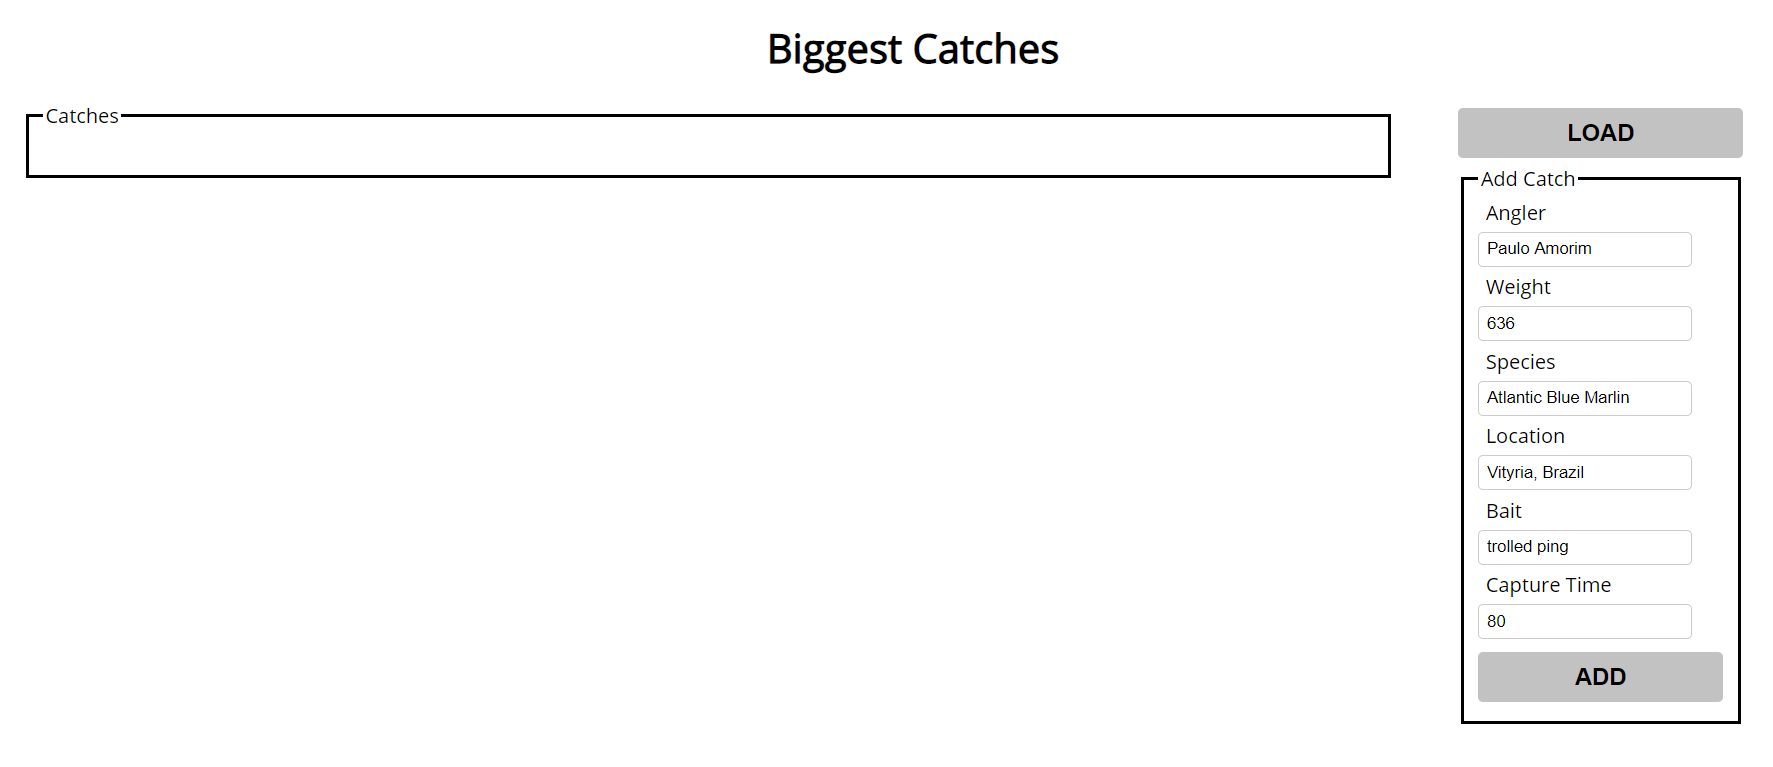 Biggest Catches
Catches
LOAD
Add Catch
Angler
Paulo Amorim
Weight
636
Species
Atlantic Blue Marlin
Location
Vityria, Brazil
Bait
trolled ping
Capture Time
80
ADD